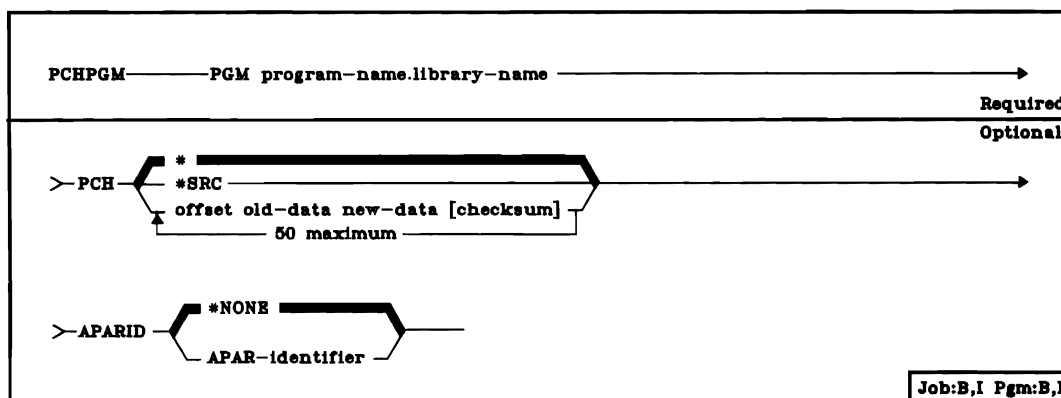 PCHPGM PGM program-name.library-name
Required
Optional
PCH *
*SRC
offset old-data new-data [checksum]
50 maximum
APARID *NONE
APAR-identifier
Job:B,I Pgm:B,I